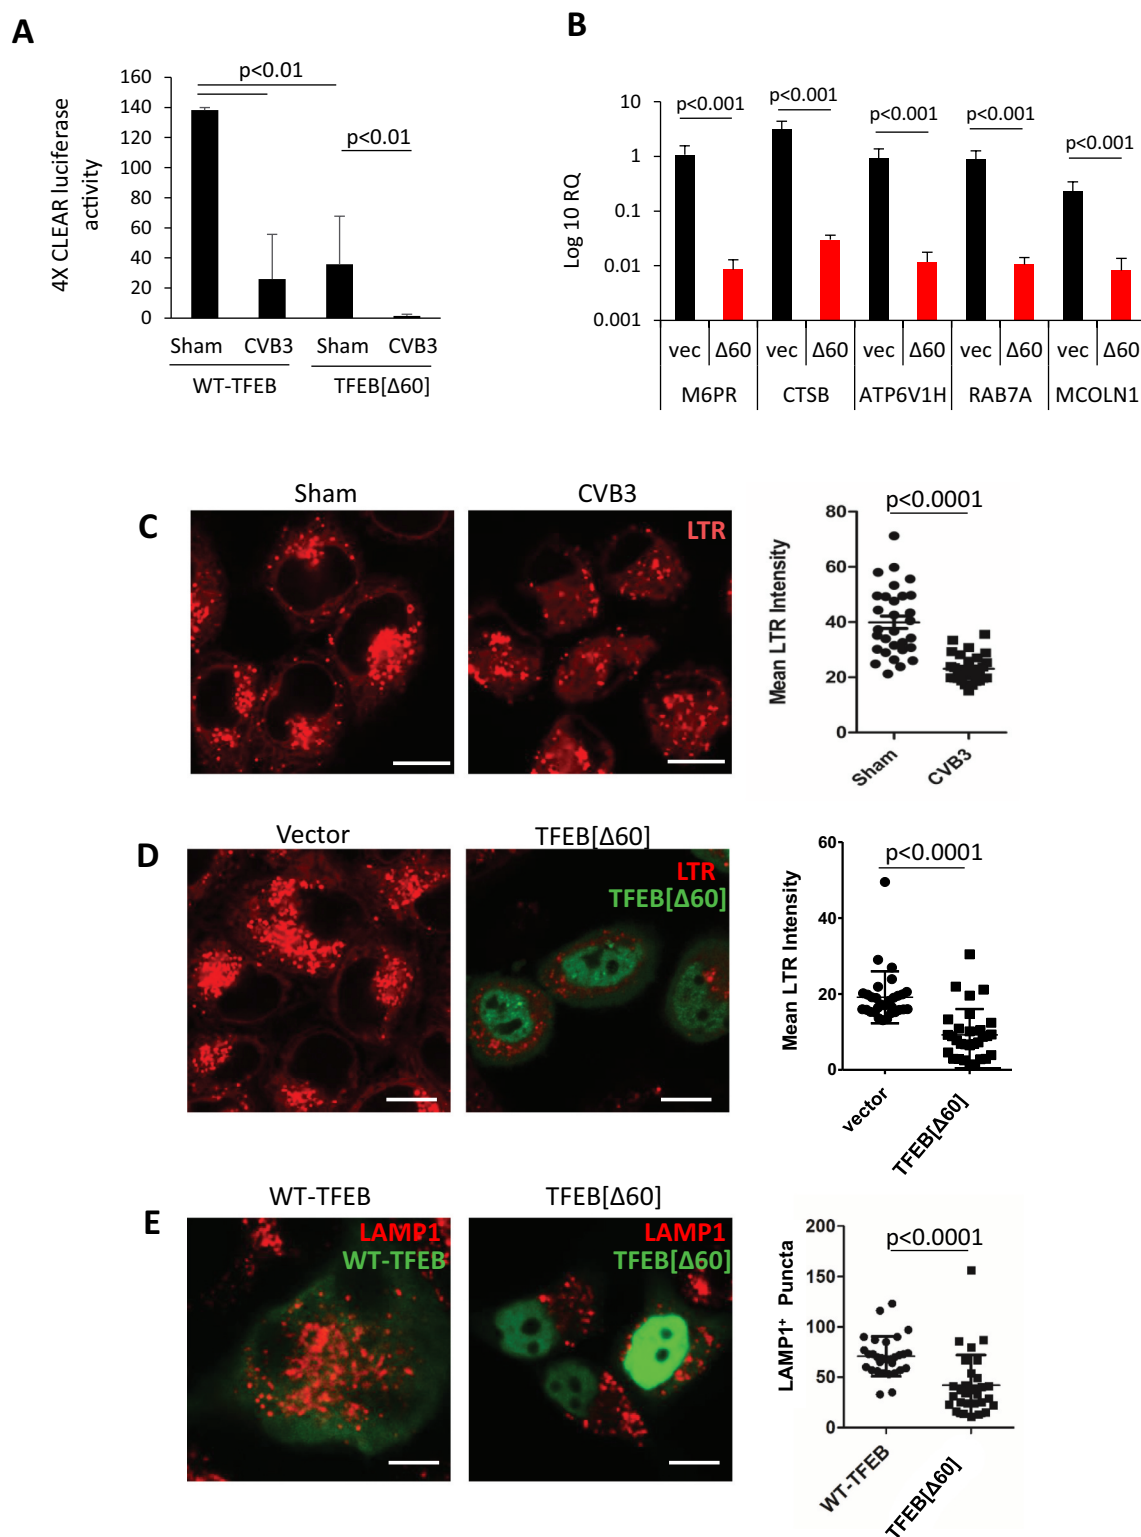 A
4X CLEAR luciferase
activity
160
140
120
100
80
60
40
20
0
p<0.01
p<0.01
Sham CVB3 Sham CVB3
WT-TFEB TFEB[Δ60]
B
Log 10 RQ
10
1
0.1
0.01
0.001
p<0.001 p<0.001 p<0.001 p<0.001 p<0.001
vec Δ60 vec Δ60 vec Δ60 vec Δ60 vec Δ60
M6PR CTSB ATP6V1H RAB7A MCOLN1
C
Sham CVB3
LTR
Mean LTR Intensity
80
60
40
20
0
p<0.0001
Sham CVB3
D
Vector TFEB[Δ60]
LTR
TFEB[Δ60]
Mean LTR Intensity
60
40
20
0
p<0.0001
vector TFEB[Δ60]
E
WT-TFEB TFEB[Δ60]
LAMP1
WT-TFEB
LAMP1
TFEB[Δ60]
LAMP1+ Puncta
200
150
100
50
0
p<0.0001
WT-TFEB TFEB[Δ60]